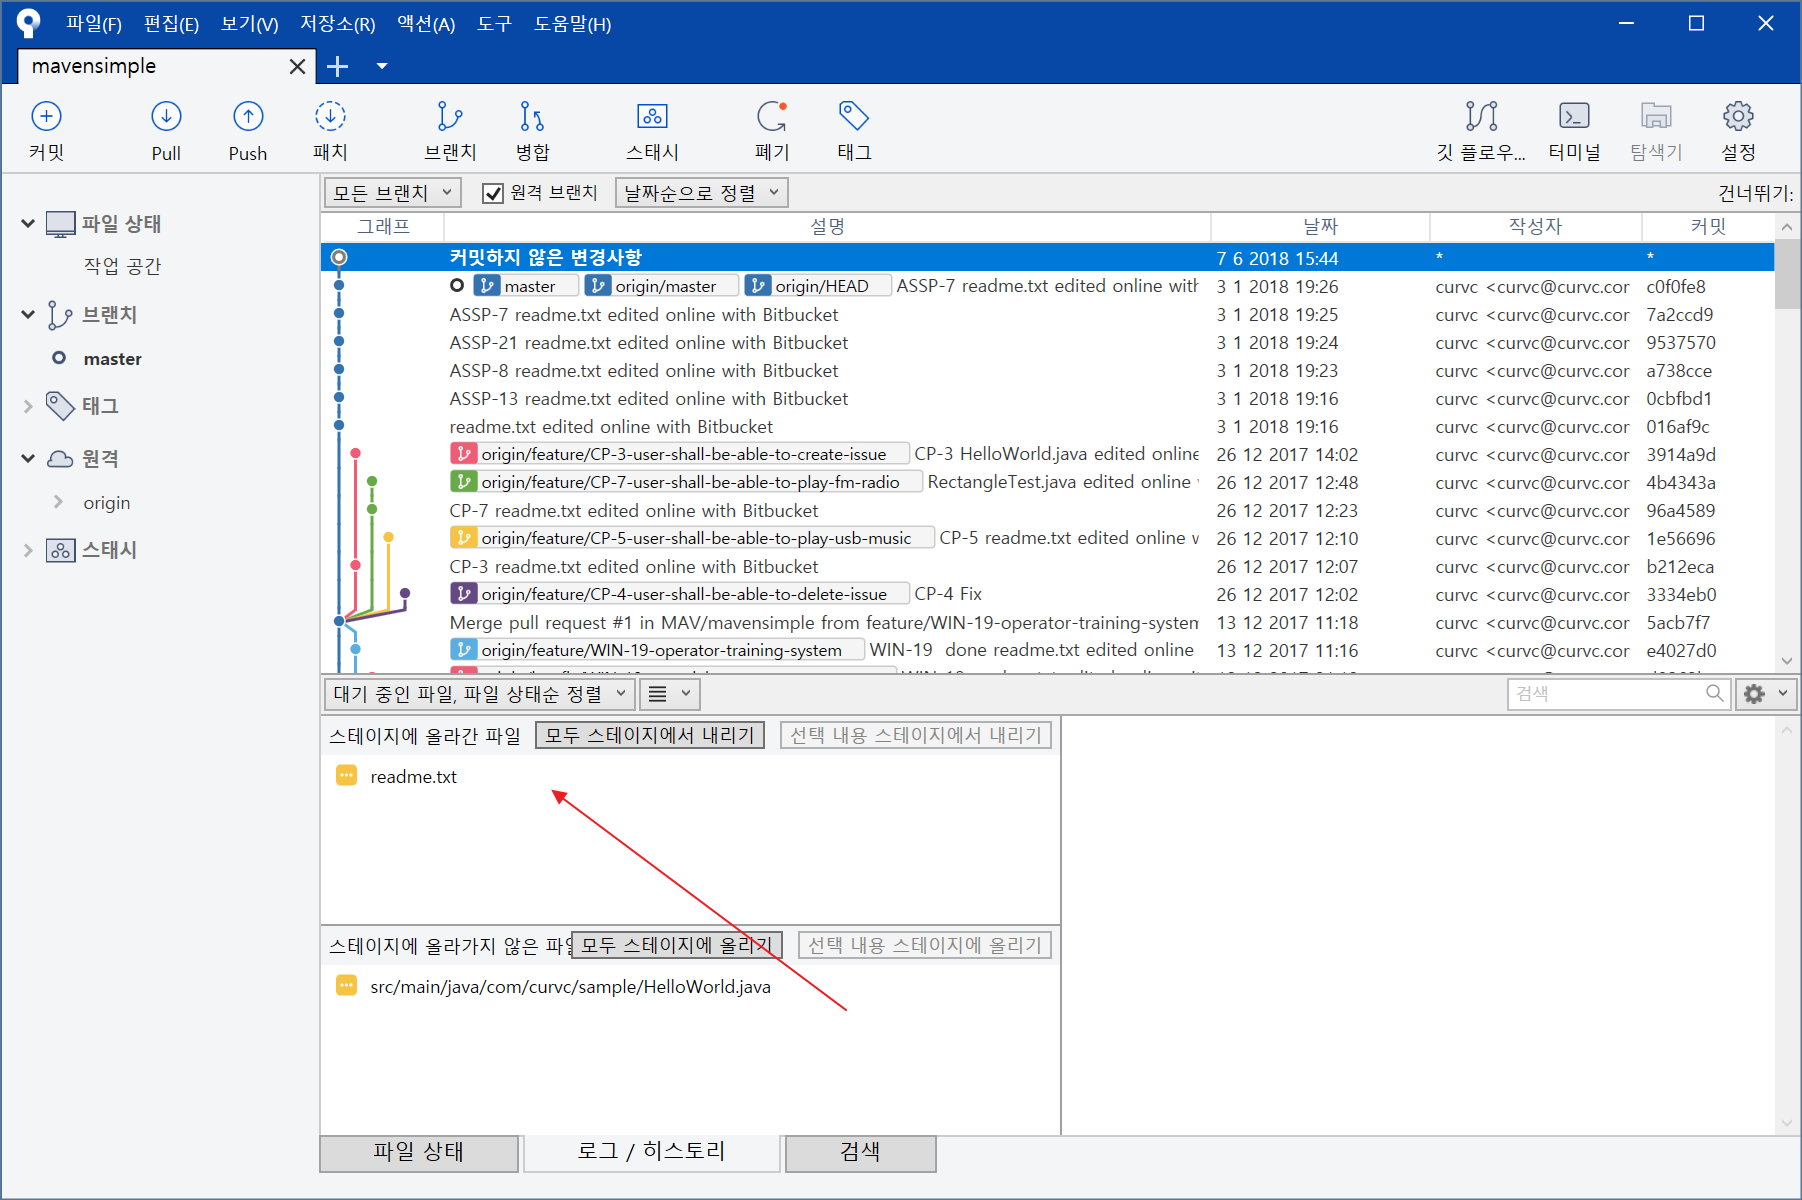 파일(F) 편집(E) 보기(V) 저장소(R) 액션(A) 도구 도움말(H)
mavensimple
커밋 Pull Push 패치 브랜치 병합 스태시 폐기 태그 깃 플로우... 터미널 탐색기 설정
파일 상태
작업 공간
브랜치
master
태그
원격
origin
스태시
모든 브랜치 원격 브랜치 날짜순으로 정렬 건너뛰기:
그래프 설명 날짜 작성자 커밋
커밋하지 않은 변경사항 7 6 2018 15:44 * *
master origin/master origin/HEAD ASSP-7 readme.txt edited online with 3 1 2018 19:26 curvc <curvc@curvc.cor c0f0fe8
ASSP-7 readme.txt edited online with Bitbucket 3 1 2018 19:25 curvc <curvc@curvc.cor 7a2ccd9
ASSP-21 readme.txt edited online with Bitbucket 3 1 2018 19:24 curvc <curvc@curvc.cor 9537570
ASSP-8 readme.txt edited online with Bitbucket 3 1 2018 19:23 curvc <curvc@curvc.cor a738cce
ASSP-13 readme.txt edited online with Bitbucket 3 1 2018 19:16 curvc <curvc@curvc.cor 0cbfbd1
readme.txt edited online with Bitbucket 3 1 2018 19:16 curvc <curvc@curvc.cor 016af9c
origin/feature/CP-3-user-shall-be-able-to-create-issue CP-3 HelloWorld.java edited online 26 12 2017 14:02 curvc <curvc@curvc.cor 3914a9d
origin/feature/CP-7-user-shall-be-able-to-play-fm-radio RectangleTest.java edited online 26 12 2017 12:48 curvc <curvc@curvc.cor 4b4343a
CP-7 readme.txt edited online with Bitbucket 26 12 2017 12:23 curvc <curvc@curvc.cor 96a4589
origin/feature/CP-5-user-shall-be-able-to-play-usb-music CP-5 readme.txt edited online w 26 12 2017 12:10 curvc <curvc@curvc.cor 1e56696
CP-3 readme.txt edited online with Bitbucket 26 12 2017 12:07 curvc <curvc@curvc.cor b212eca
origin/feature/CP-4-user-shall-be-able-to-delete-issue CP-4 Fix 26 12 2017 12:02 curvc <curvc@curvc.cor 3334eb0
Merge pull request #1 in MAV/mavensimple from feature/WIN-19-operator-training-system 13 12 2017 11:18 curvc <curvc@curvc.cor 5acb7f7
origin/feature/WIN-19-operator-training-system WIN-19 done readme.txt edited online 13 12 2017 11:16 curvc <curvc@curvc.cor e4027d0
대기 중인 파일, 파일 상태순 정렬 검색
스테이지에 올라간 파일 모두 스테이지에서 내리기 선택 내용 스테이지에서 내리기
readme.txt
스테이지에 올라가지 않은 파일 모두 스테이지에 올리기 선택 내용 스테이지에 올리기
src/main/java/com/curvc/sample/HelloWorld.java
파일 상태 로그 / 히스토리 검색